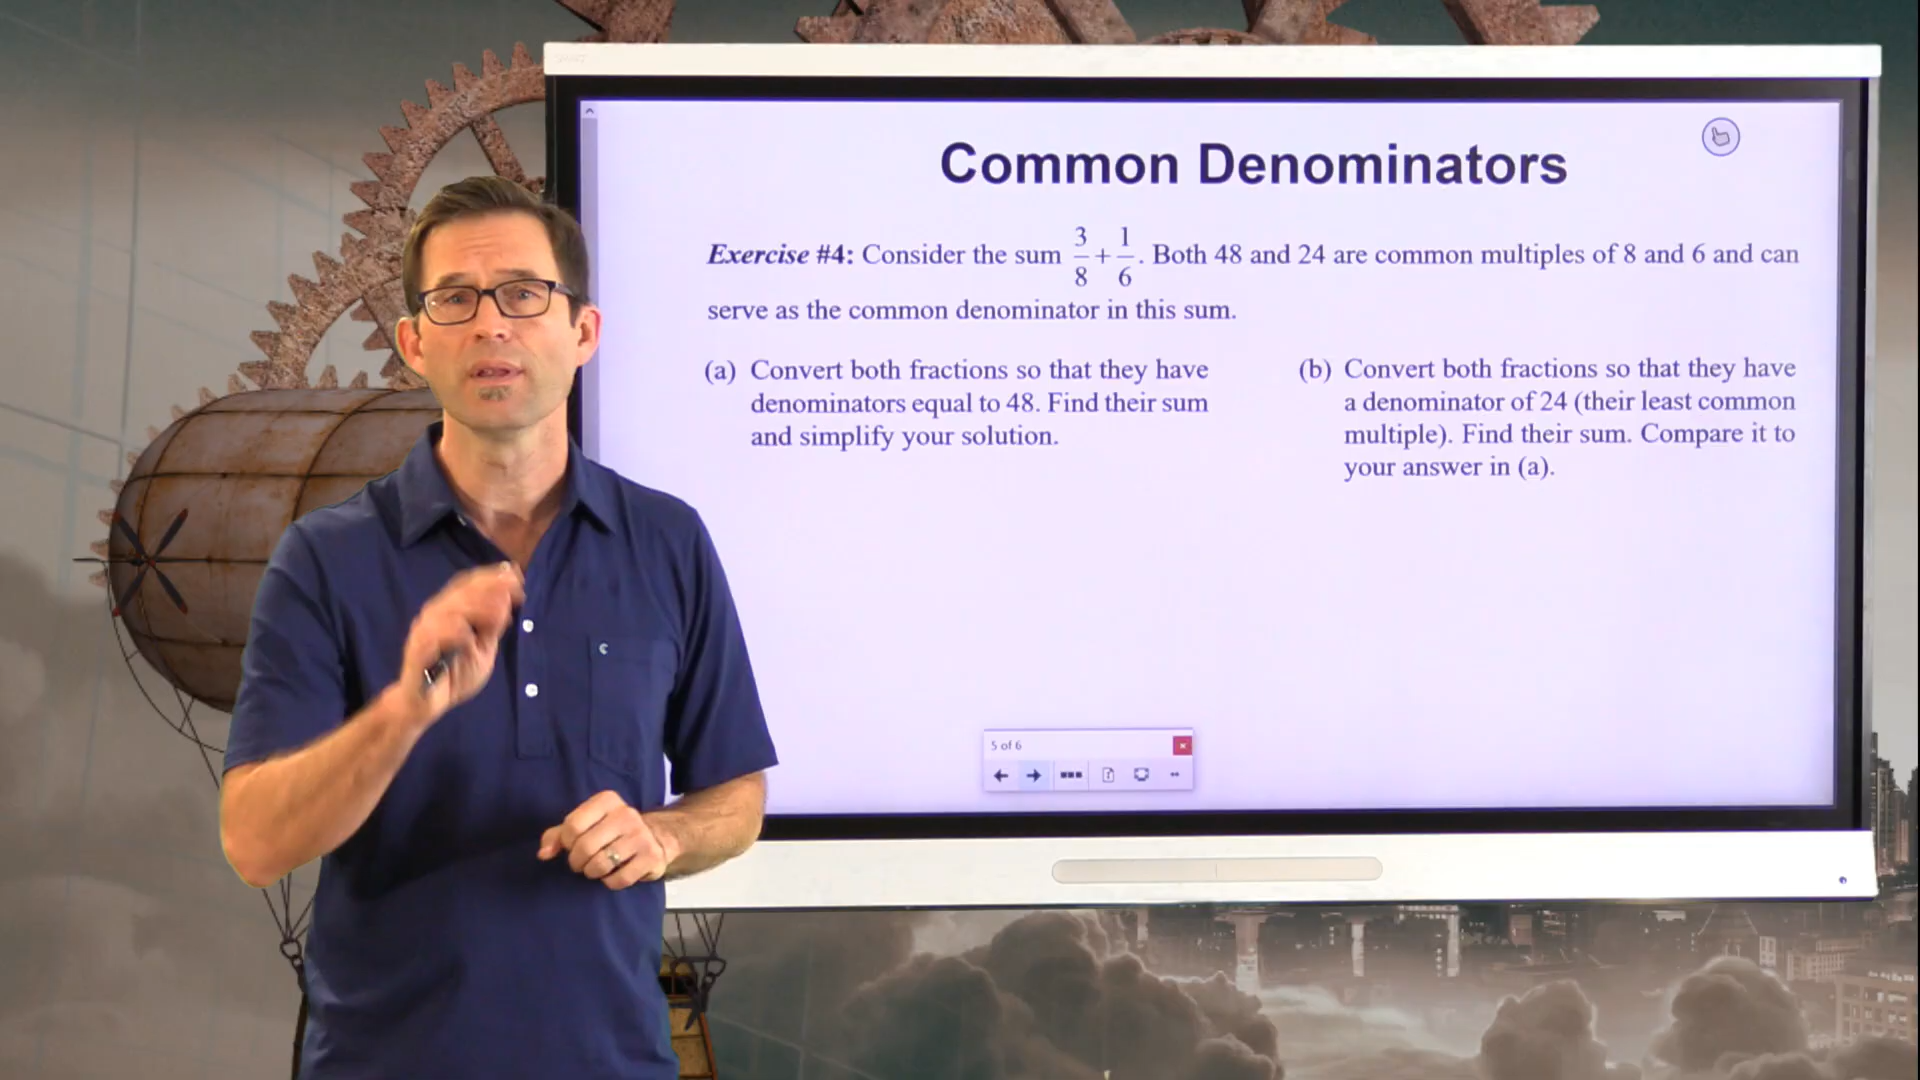 Common Denominators
Exercise #4: Consider the sum 3/8 + 1/6. Both 48 and 24 are common multiples of 8 and 6 and can
serve as the common denominator in this sum.
(a) Convert both fractions so that they have
denominators equal to 48. Find their sum
and simplify your solution.
(b) Convert both fractions so that they have
a denominator of 24 (their least common
multiple). Find their sum. Compare it to
your answer in (a).
5 of 6